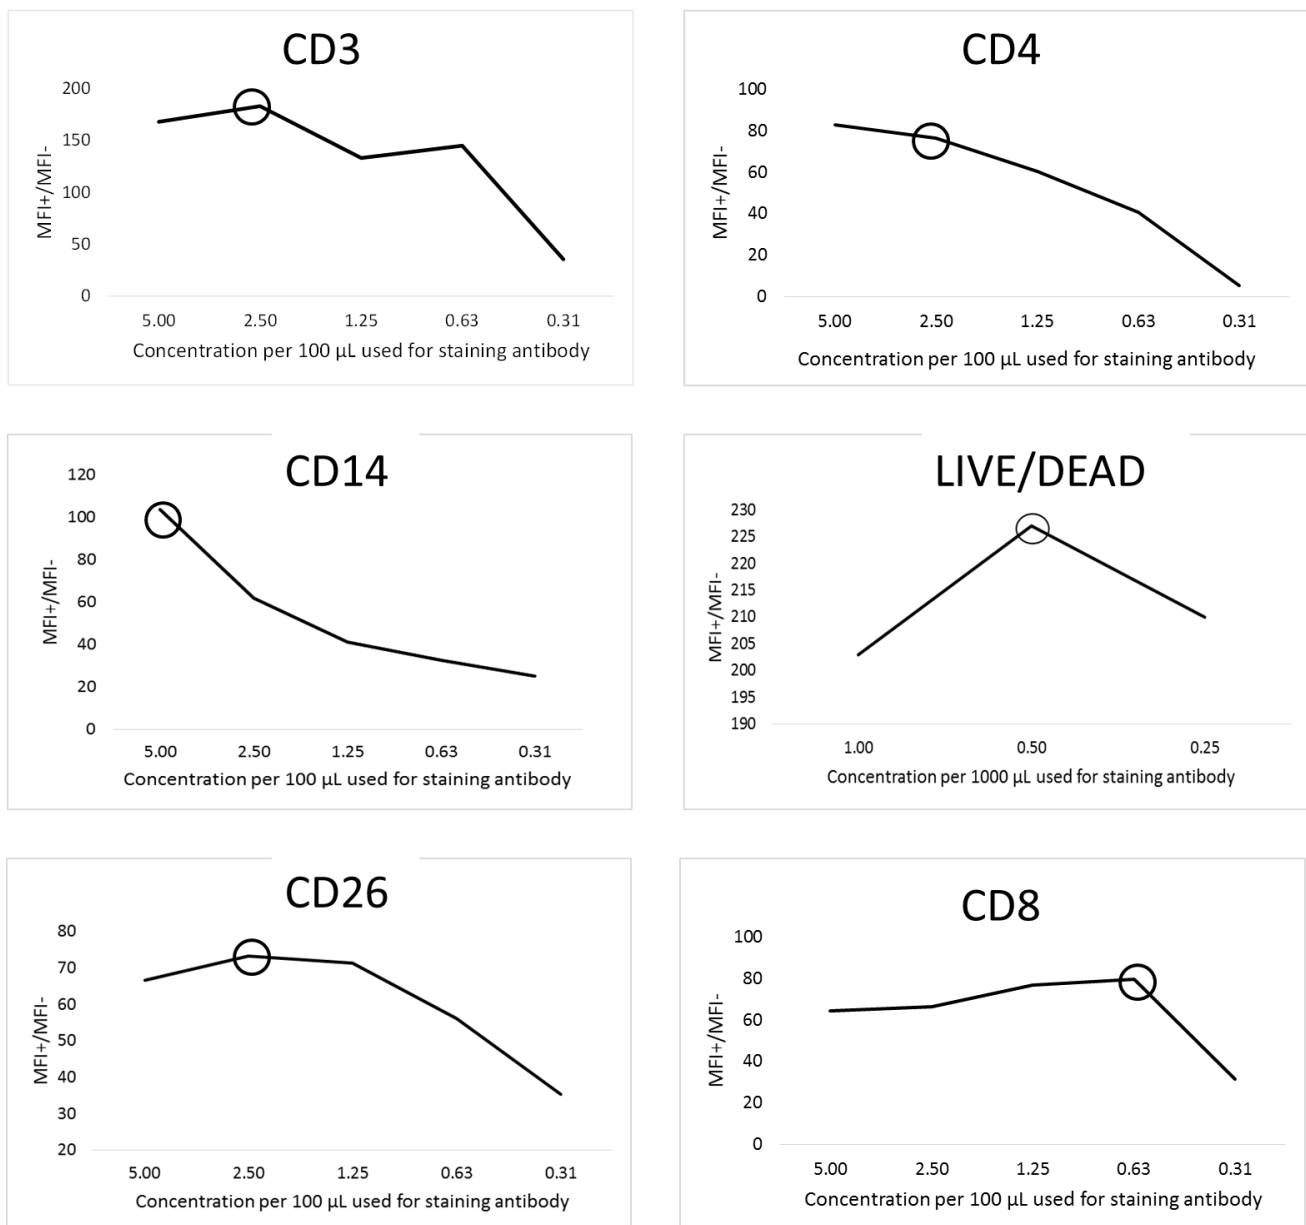 CD3
200
150
100
50
0
MFI+/MFI-
5.00 2.50 1.25 0.63 0.31
Concentration per 100 µL used for staining antibody
CD4
100
80
60
40
20
0
MFI+/MFI-
5.00 2.50 1.25 0.63 0.31
Concentration per 100 µL used for staining antibody
CD14
120
100
80
60
40
20
0
MFI+/MFI-
5.00 2.50 1.25 0.63 0.31
Concentration per 100 µL used for staining antibody
LIVE/DEAD
230
225
220
215
210
205
200
195
190
MFI+/MFI-
1.00 0.50 0.25
Concentration per 1000 µL used for staining antibody
CD26
80
70
60
50
40
30
20
MFI+/MFI-
5.00 2.50 1.25 0.63 0.31
Concentration per 100 µL used for staining antibody
CD8
100
80
60
40
20
0
MFI+/MFI-
5.00 2.50 1.25 0.63 0.31
Concentration per 100 µL used for staining antibody